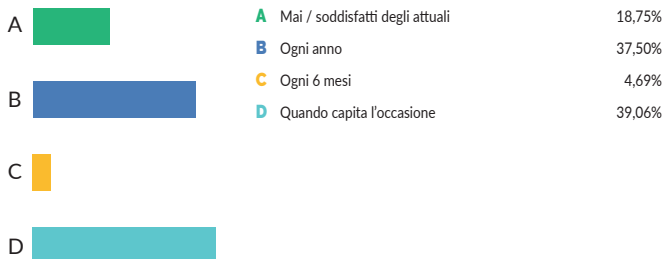 A
B
C
D
A Mai / soddisfatti degli attuali 18,75%
B Ogni anno 37,50%
C Ogni 6 mesi 4,69%
D Quando capita l’occasione 39,06%